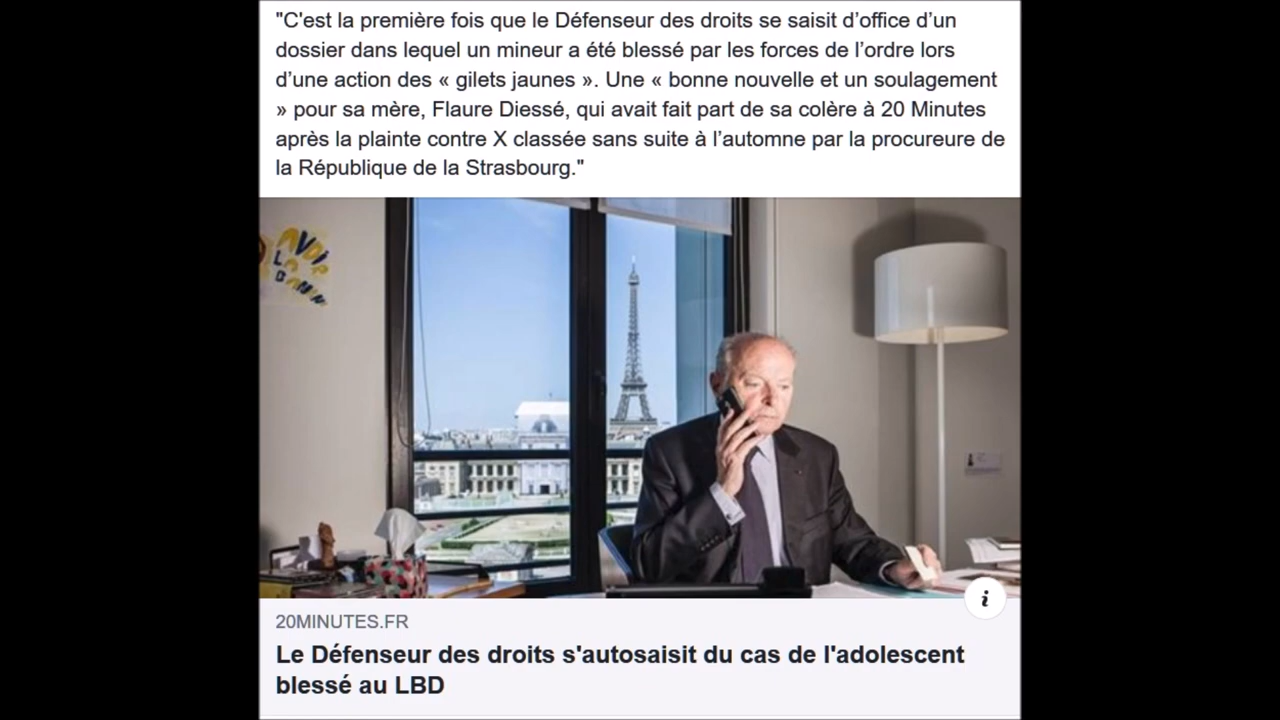 "C'est la première fois que le Défenseur des droits se saisit d’office d’un
dossier dans lequel un mineur a été blessé par les forces de l’ordre lors
d’une action des « gilets jaunes ». Une « bonne nouvelle et un soulagement
» pour sa mère, Flaure Diessé, qui avait fait part de sa colère à 20 Minutes
après la plainte contre X classée sans suite à l’automne par la procureure de
la République de la Strasbourg."
AVOIR
i
20MINUTES.FR
Le Défenseur des droits s'autosaisit du cas de l'adolescent
blessé au LBD